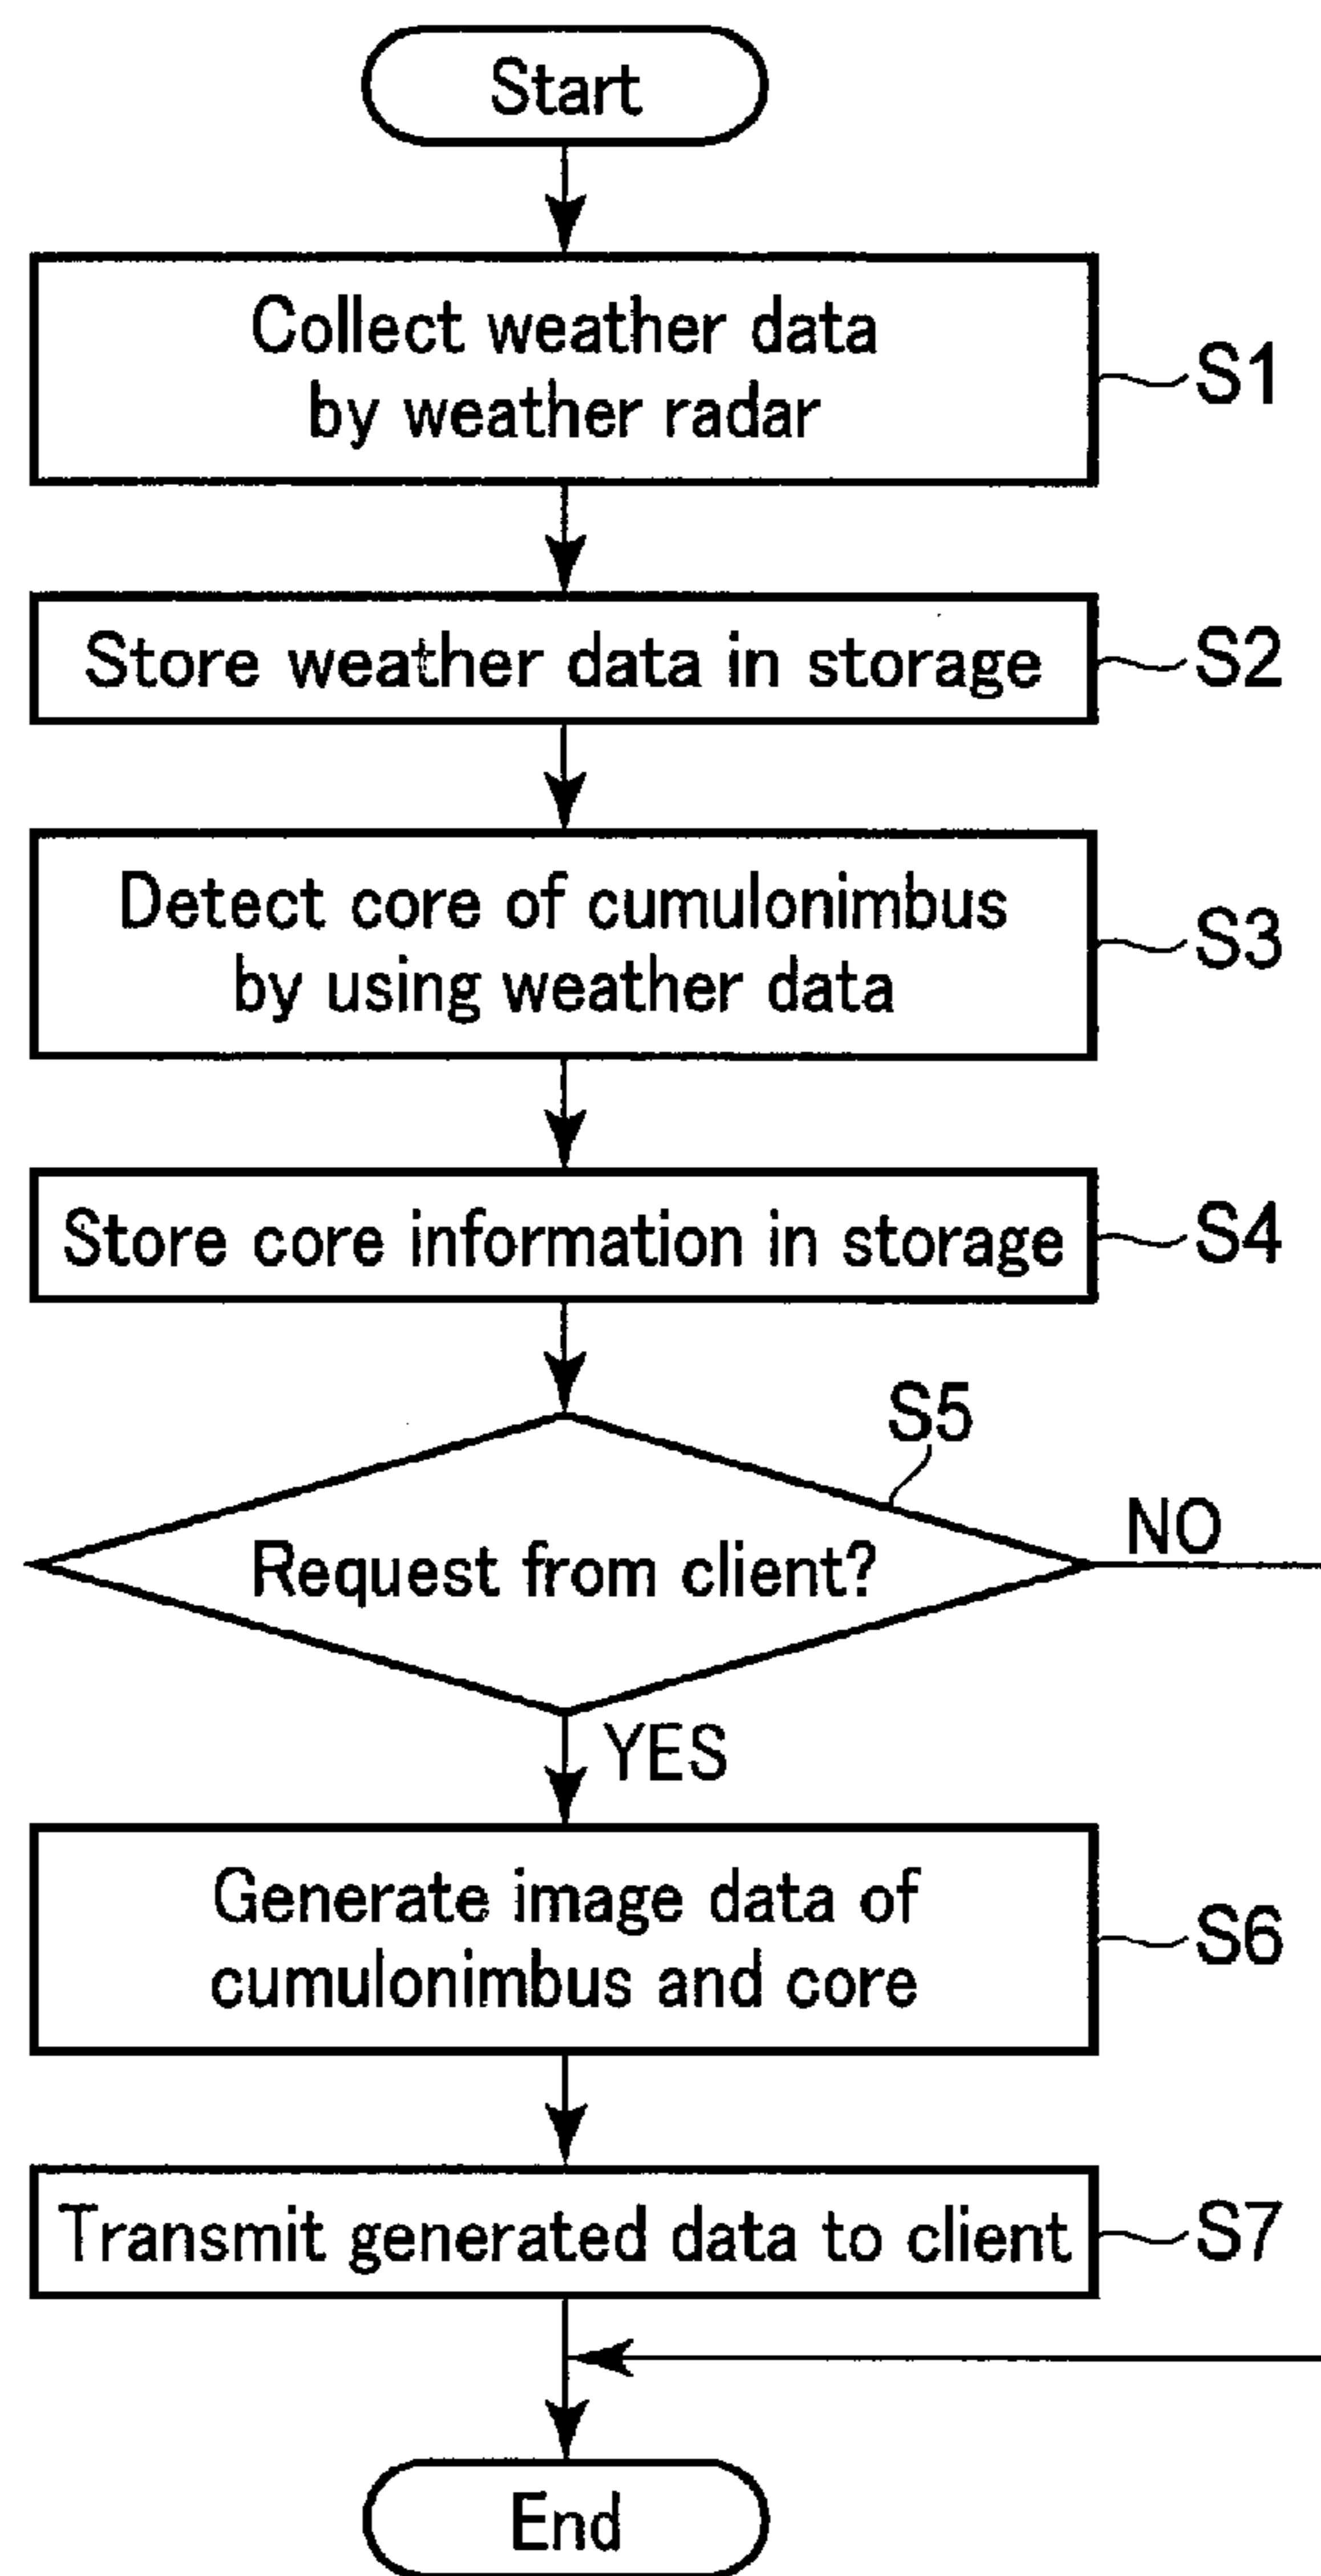 Start
Collect weather data
by weather radar
S1
Store weather data in storage
S2
Detect core of cumulonimbus
by using weather data
S3
Store core information in storage
S4
S5
Request from client?
NO
YES
Generate image data of
cumulonimbus and core
S6
Transmit generated data to client
S7
End